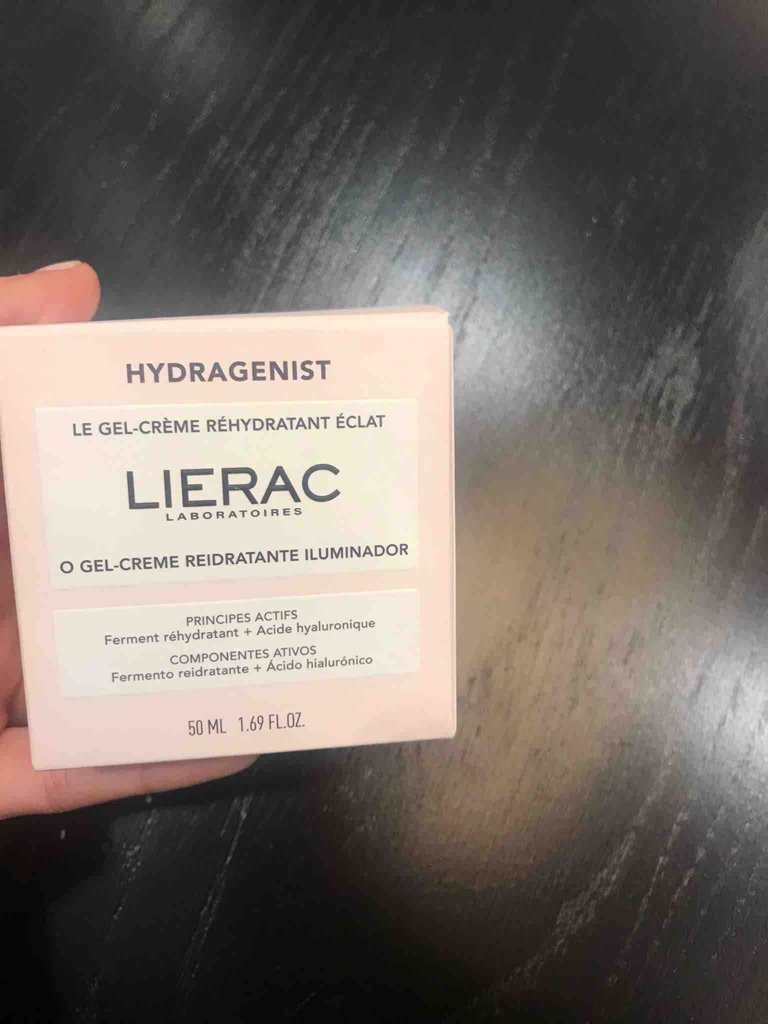 HYDRAGENIST
LE GEL-CRÈME RÉHYDRATANT ÉCLAT
LIERAC
LABORATOIRES
O GEL-CREME REIDRATANTE ILUMINADOR
PRINCIPES ACTIFS
Ferment réhydratant + Acide hyaluronique
COMPONENTES ATIVOS
Fermento reidratante + Ácido hialurónico
50 ML 1.69 FL.OZ.